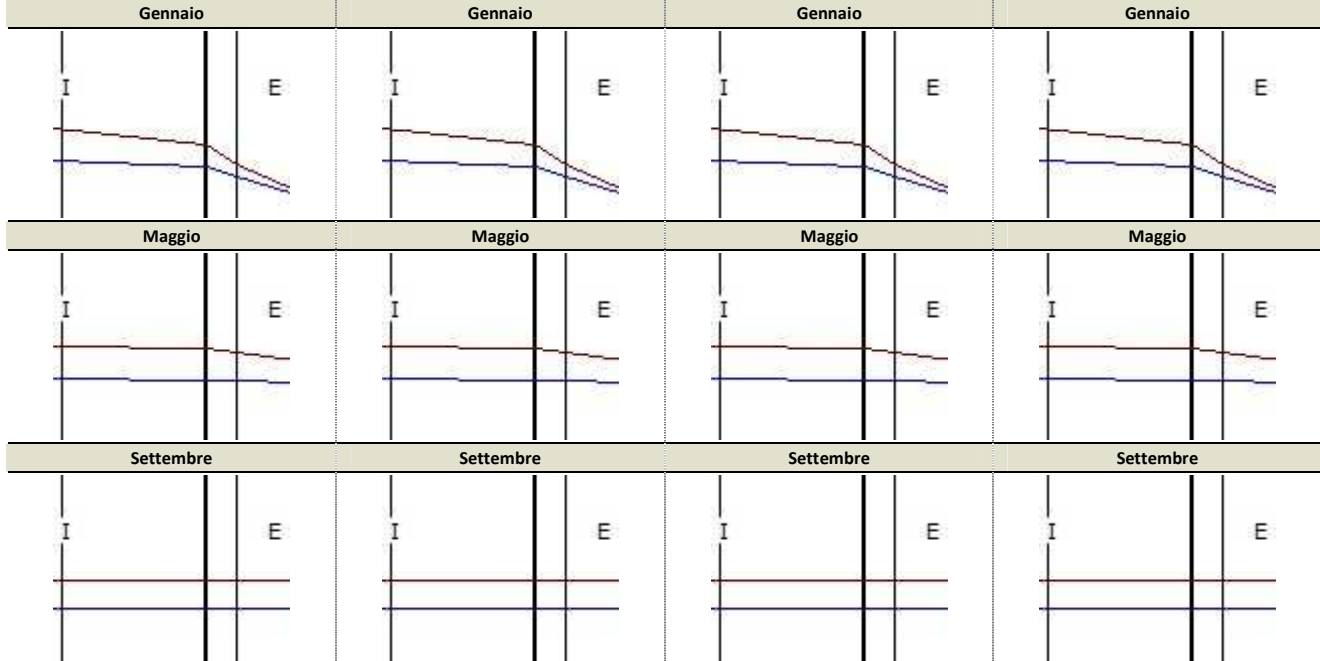 Gennaio Gennaio Gennaio Gennaio
I E I E I E I E
Maggio Maggio Maggio Maggio
I E I E I E I E
Settembre Settembre Settembre Settembre
I E I E I E I E